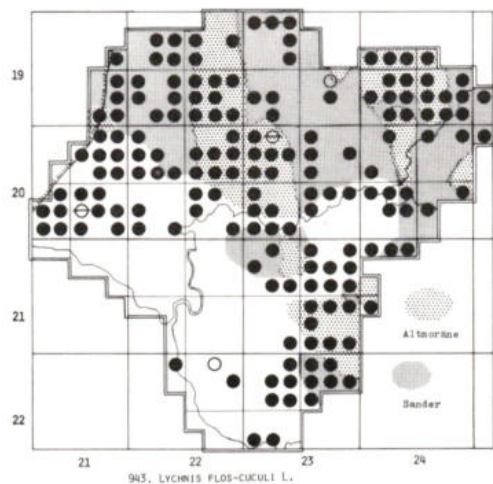 19
20
21
Altmoräne
Sander
22
21 22 23 24
943. LYCHNIS FLOS-CUCULI L.